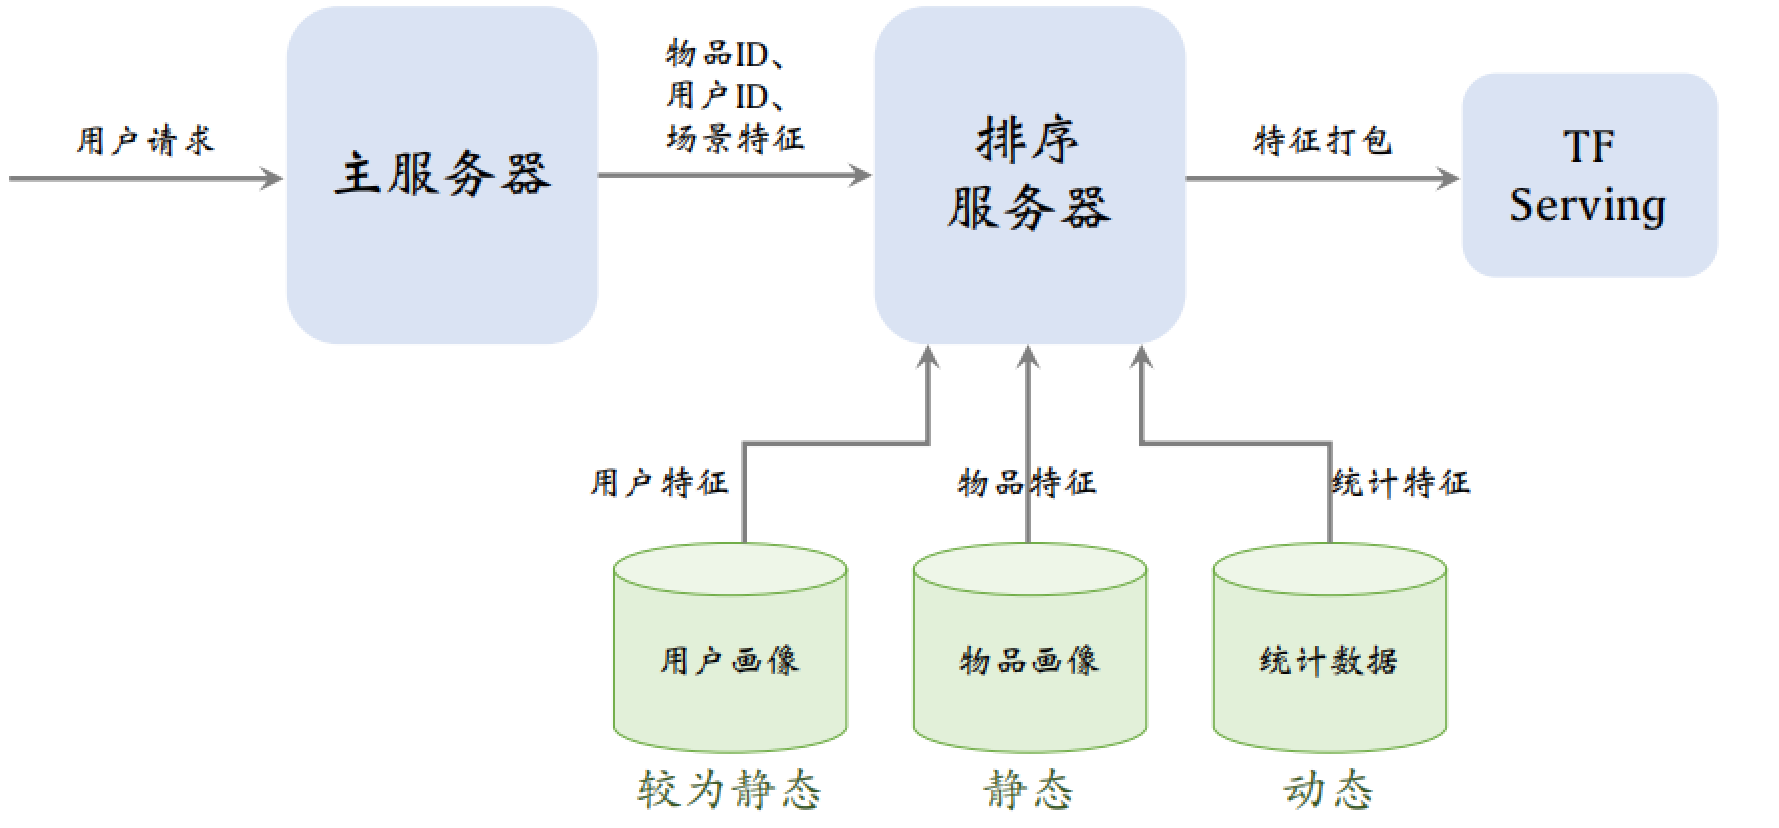 用户请求
主服务器
物品ID、
用户ID、
场景特征
排序
服务器
特征打包
TF
Serving
用户特征
物品特征
统计特征
用户画像
物品画像
统计数据
较为静态
静态
动态